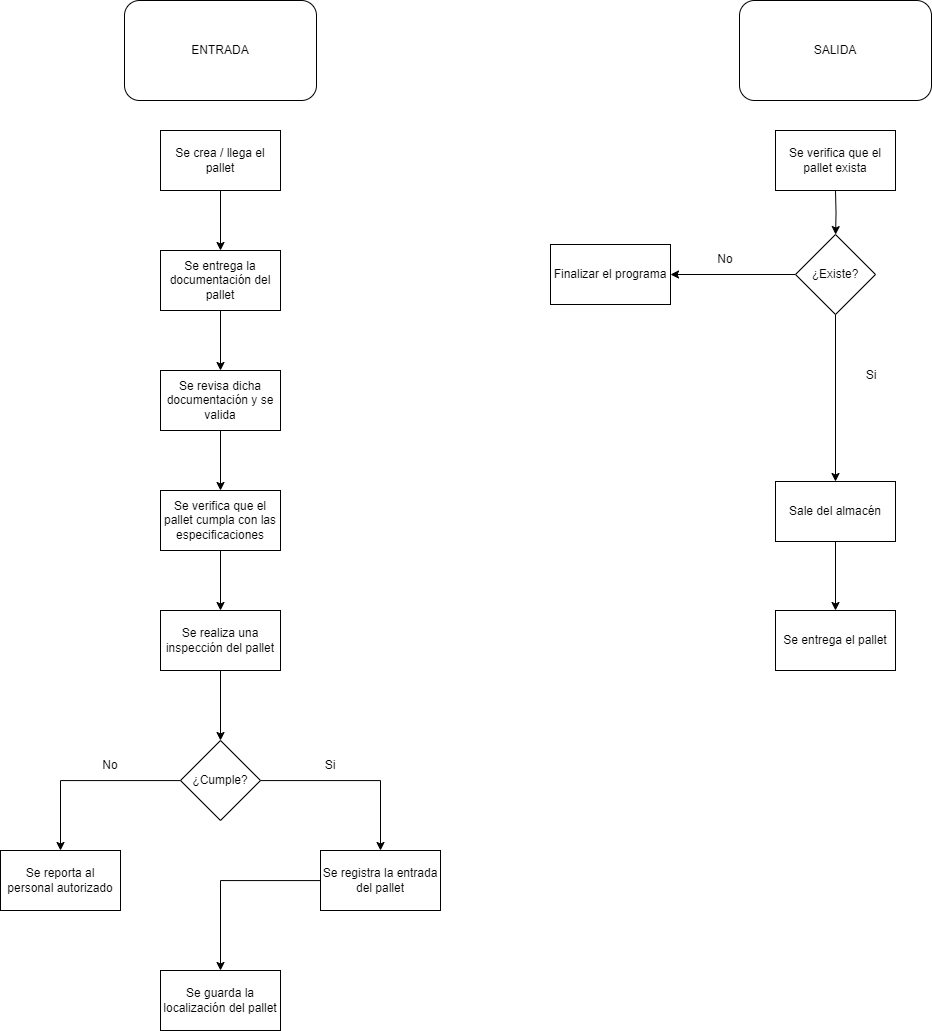 ENTRADA
Se crea / llega el
pallet
Se entrega la
documentación del
pallet
Se revisa dicha
documentación y se
valida
Se verifica que el
pallet cumpla con las
especificaciones
Se realiza una
inspección del pallet
¿Cumple?
No
Si
Se reporta al
personal autorizado
Se registra la entrada
del pallet
Se guarda la
localización del pallet
SALIDA
Se verifica que el
pallet exista
¿Existe?
No
Finalizar el programa
Si
Sale del almacén
Se entrega el pallet